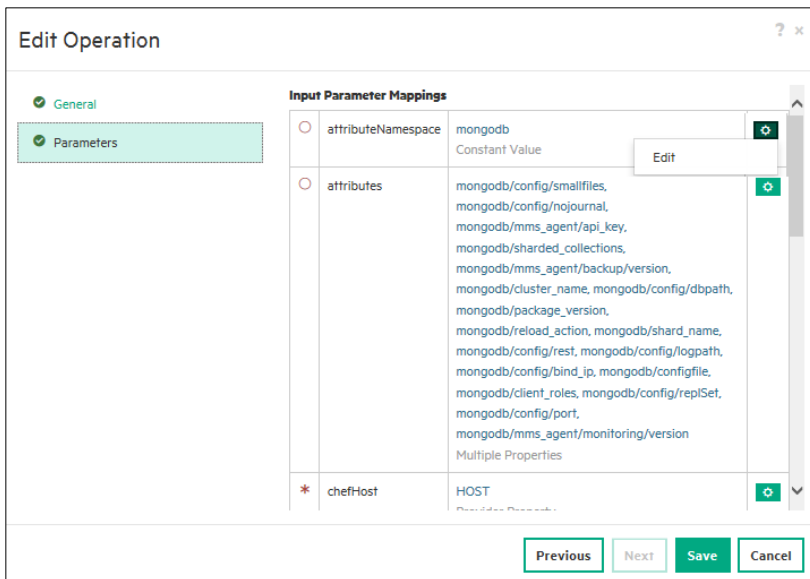 Edit Operation
? ×
General
Parameters
Input Parameter Mappings
attributeNamespace
mongodb
Constant Value
Edit
attributes
mongodb/config/smallfiles,
mongodb/config/nojournal,
mongodb/mms_agent/api_key,
mongodb/sharded_collections,
mongodb/mms_agent/backup/version,
mongodb/cluster_name, mongodb/config/dbpath,
mongodb/package_version,
mongodb/reload_action, mongodb/shard_name,
mongodb/config/rest, mongodb/config/logpath,
mongodb/config/bind_ip, mongodb/configfile,
mongodb/client_roles, mongodb/config/replSet,
mongodb/config/port,
mongodb/mms_agent/monitoring/version
Multiple Properties
* chefHost
HOST
Provider Property
Previous
Next
Save
Cancel